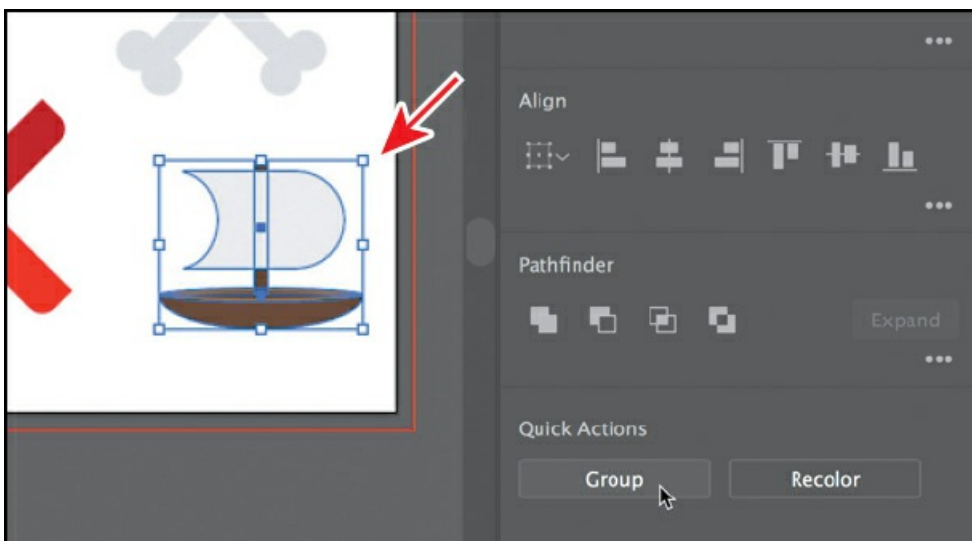 Align
Pathfinder
Expand
Quick Actions
Group
Recolor